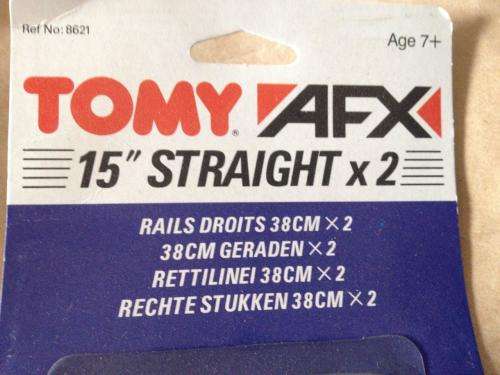 Ref No: 8621
Age 7+
TOMY® AFX
15" STRAIGHT x 2
RAILS DROITS 38CM × 2
38CM GERADEN × 2
RETTILINEI 38CM × 2
RECHTE STUKKEN 38CM × 2